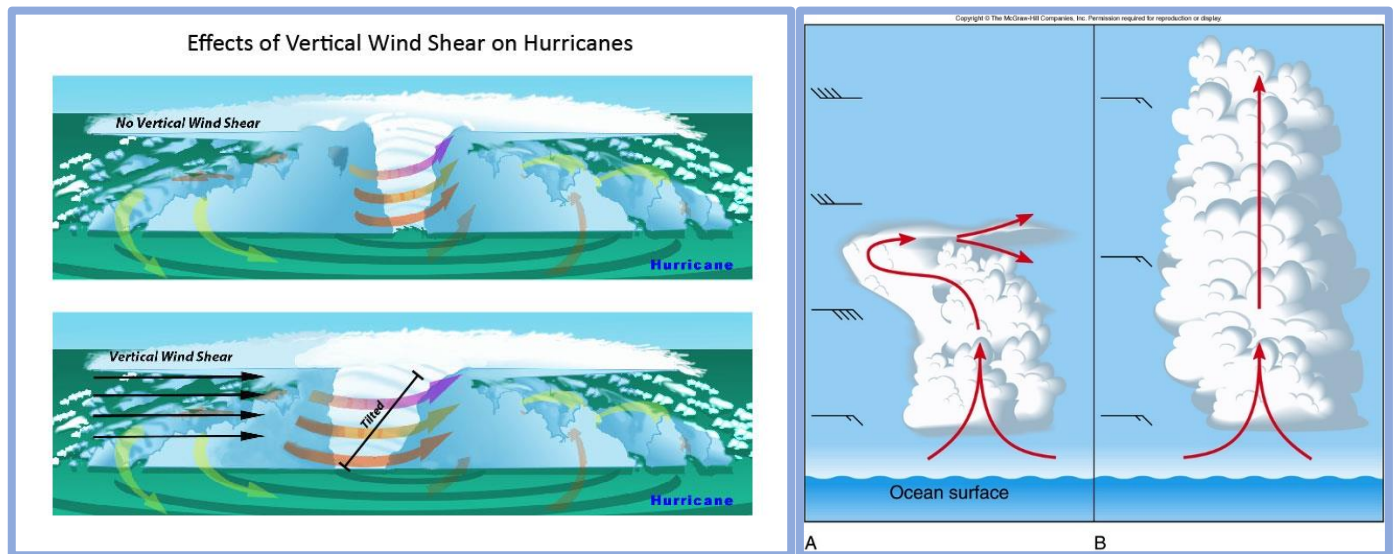 Effects of Vertical Wind Shear on Hurricanes
No Vertical Wind Shear
Hurricane
Vertical Wind Shear
Tilted
Hurricane
Copyright © The McGraw-Hill Companies, Inc. Permission required for reproduction or display.
Ocean surface
A
B